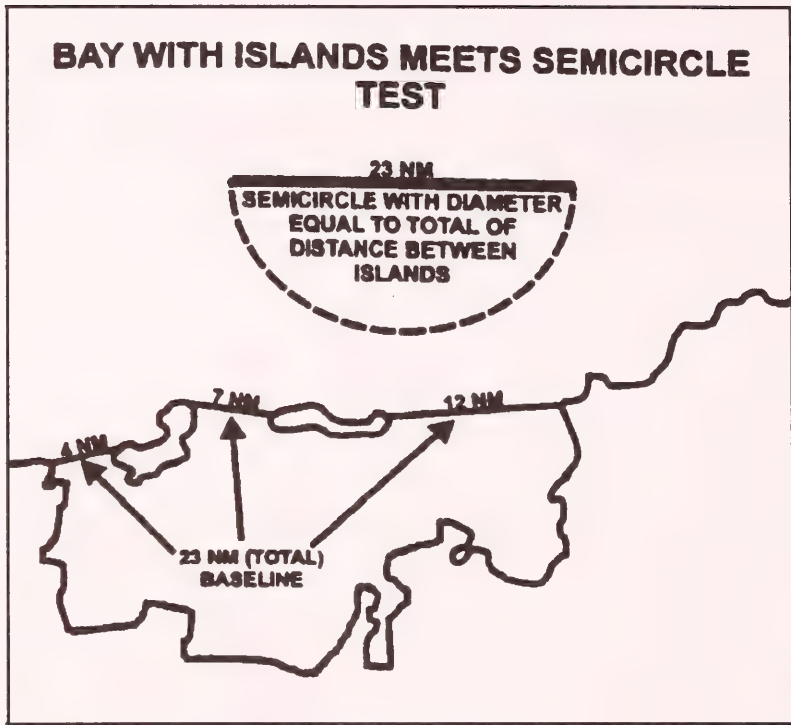 BAY WITH ISLANDS MEETS SEMICIRCLE
TEST
23 NM
SEMICIRCLE WITH DIAMETER
EQUAL TO TOTAL OF
DISTANCE BETWEEN
ISLANDS
7 NM
12 NM
4 NM
23 NM (TOTAL)
BASELINE